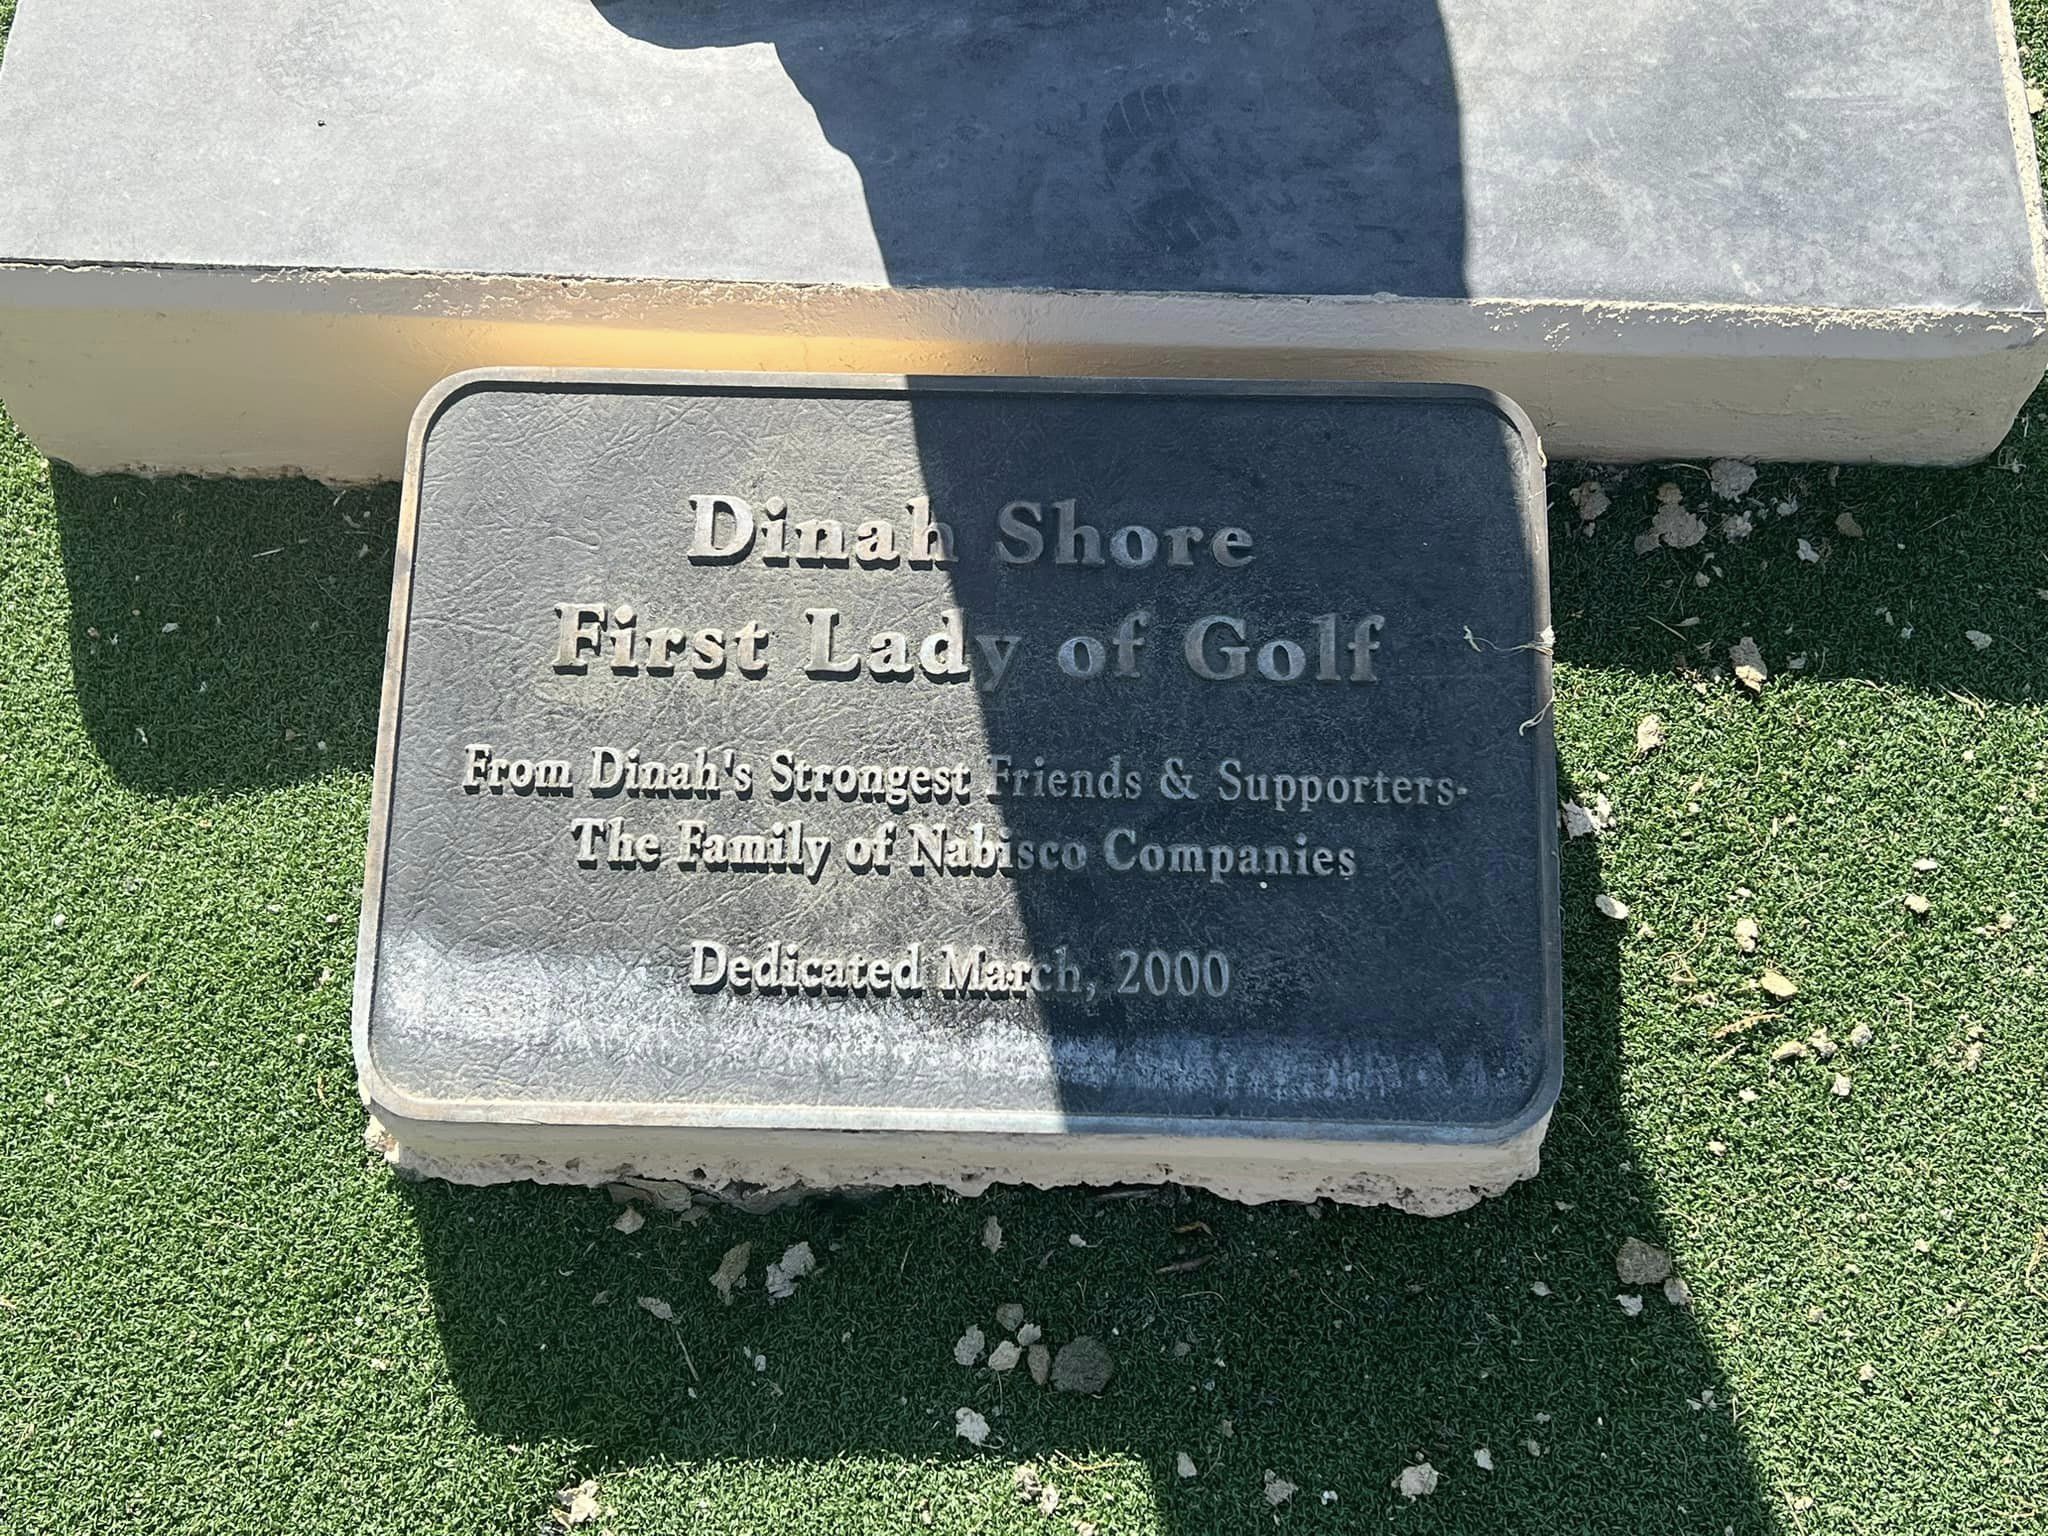 Dinah Shore
First Lady of Golf
From Dinah's Strongest Friends & Supporters-
The Family of Nabisco Companies
Dedicated March, 2000